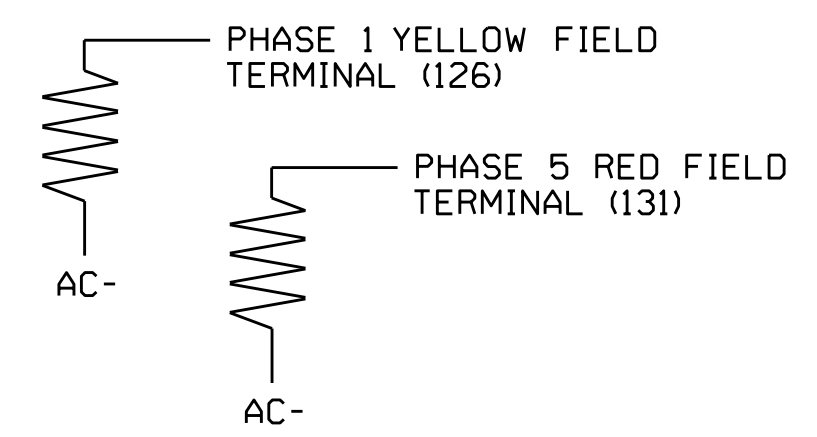 PHASE 1 YELLOW FIELD
TERMINAL (126)
AC-
PHASE 5 RED FIELD
TERMINAL (131)
AC-